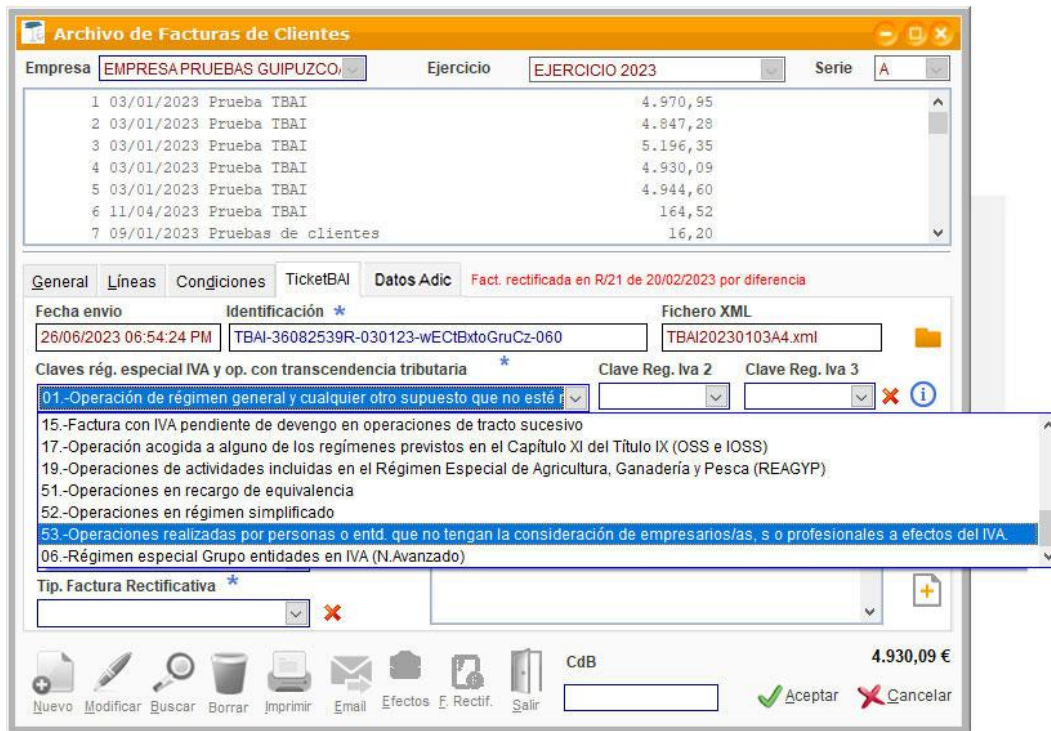 Archivo de Facturas de Clientes
Empresa EMPRESA PRUEBAS GUIPUZCO Ejercicio EJERCICIO 2023 Serie A
1 03/01/2023 Prueba TBAI 4.970,95
2 03/01/2023 Prueba TBAI 4.847,28
3 03/01/2023 Prueba TBAI 5.196,35
4 03/01/2023 Prueba TBAI 4.930,09
5 03/01/2023 Prueba TBAI 4.944,60
6 11/04/2023 Prueba TBAI 164,52
7 09/01/2023 Pruebas de clientes 16,20
General Líneas Condiciones TicketBAI Datos Adic Fact. rectificada en R/21 de 20/02/2023 por diferencia
Fecha envio Identificación * Fichero XML
26/06/2023 06:54:24 PM TBAI-36082539R-030123-wECtBxtoGruCz-060 TBAI20230103A4.xml
Claves rég. especial IVA y op. con transcendencia tributaria * Clave Reg. Iva 2 Clave Reg. Iva 3
01.-Operación de régimen general y cualquier otro supuesto que no esté r
15.-Factura con IVA pendiente de devengo en operaciones de tracto sucesivo
17.-Operación acogida a alguno de los regímenes previstos en el Capítulo XI del Título IX (OSS e IOSS)
19.-Operaciones de actividades incluidas en el Régimen Especial de Agricultura, Ganadería y Pesca (REAGYP)
51.-Operaciones en recargo de equivalencia
52.-Operaciones en régimen simplificado
53.-Operaciones realizadas por personas o entd. que no tengan la consideración de empresarios/as, s o profesionales a efectos del IVA.
06.-Régimen especial Grupo entidades en IVA (N.Avanzado)
Tip. Factura Rectificativa *
4.930,09 €
CdB
Nuevo Modificar Buscar Borrar Imprimir Email Efectos F. Rectif. Salir Aceptar Cancelar